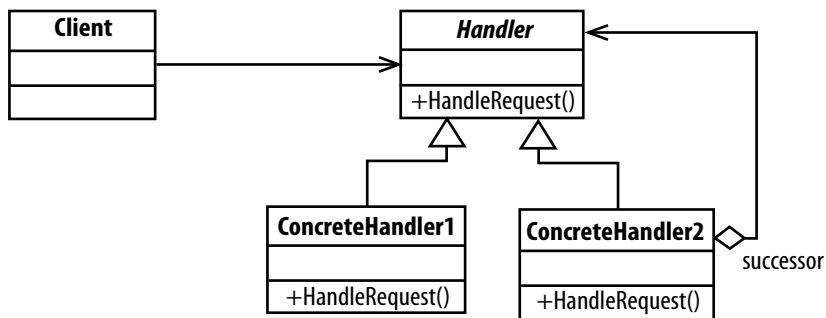 Client
Handler
+HandleRequest()
ConcreteHandler1
+HandleRequest()
ConcreteHandler2
+HandleRequest()
successor